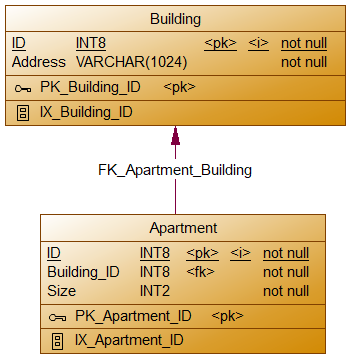 Building
ID INT8 <pk> <i> not null
Address VARCHAR(1024) not null
PK_Building_ID <pk>
IX_Building_ID
FK_Apartment_Building
Apartment
ID INT8 <pk> <i> not null
Building_ID INT8 <fk> not null
Size INT2 not null
PK_Apartment_ID <pk>
IX_Apartment_ID